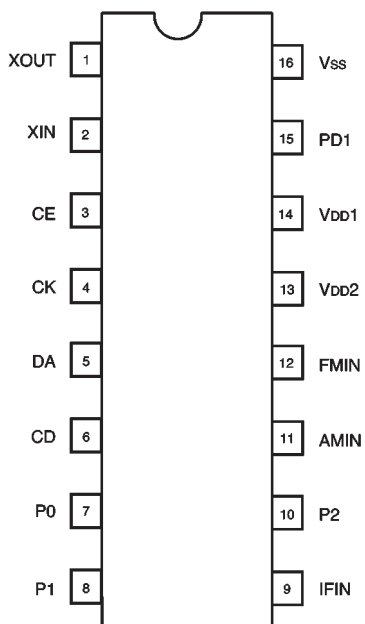 XOUT 1 16 VSS
XIN 2 15 PD1
CE 3 14 VDD1
CK 4 13 VDD2
DA 5 12 FMIN
CD 6 11 AMIN
P0 7 10 P2
P1 8 9 IFIN